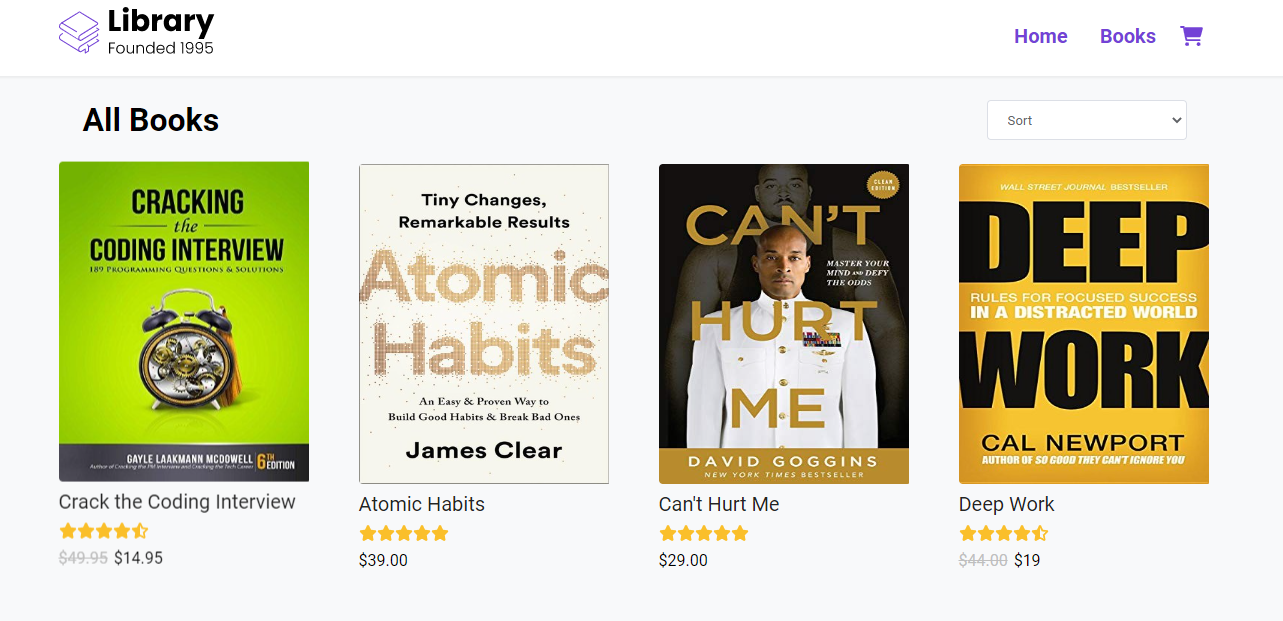 Library
Founded 1995
Home
Books
All Books
Sort
CRACKING
the
CODING INTERVIEW
189 PROGRAMMING QUESTIONS & SOLUTIONS
GAYLE LAAKMANN MCDOWELL
Author of Cracking the PM Interview and Cracking the Tech Career
6TH EDITION
Crack the Coding Interview
$49.95 $14.95
Tiny Changes,
Remarkable Results
Atomic
Habits
An Easy & Proven Way to
Build Good Habits & Break Bad Ones
James Clear
Atomic Habits
$39.00
CLEAN
EDITION
CAN'T
MASTER YOUR
MIND AND DEFY
THE ODDS
HURT
ME
DAVID GOGGINS
NEW YORK TIMES BESTSELLER
Can't Hurt Me
$29.00
WALL STREET JOURNAL BESTSELLER
DEEP
RULES FOR FOCUSED SUCCESS
IN A DISTRACTED WORLD
WORK
CAL NEWPORT
AUTHOR OF SO GOOD THEY CAN'T IGNORE YOU
Deep Work
$44.00 $19